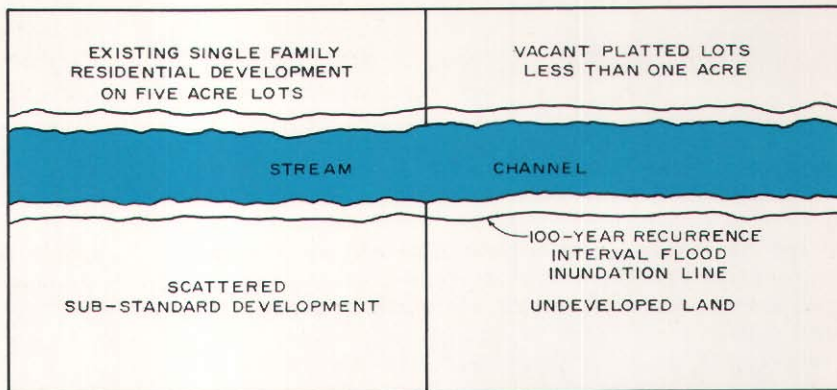 EXISTING SINGLE FAMILY
RESIDENTIAL DEVELOPMENT
ON FIVE ACRE LOTS
VACANT PLATTED LOTS
LESS THAN ONE ACRE
STREAM CHANNEL
100-YEAR RECURRENCE
INTERVAL FLOOD
INUNDATION LINE
SCATTERED
SUB-STANDARD DEVELOPMENT
UNDEVELOPED LAND